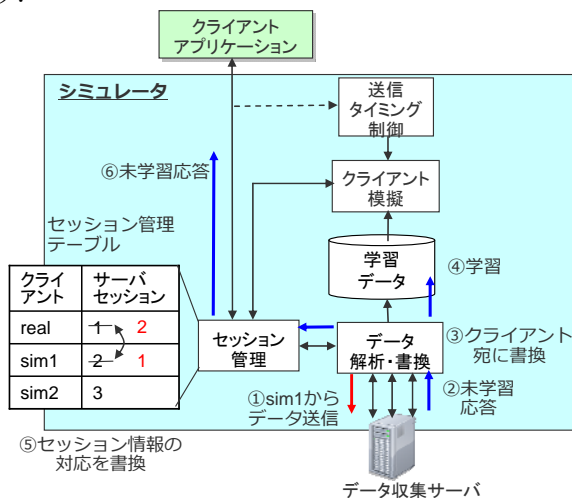 クライアント
アプリケーション
シミュレータ
送信
タイミング
制御
⑥未学習応答
クライアント
模擬
セッション管理
テーブル
学習
データ
④学習
クライ
アント
サーバ
セッション
real
1
2
sim1
2
1
sim2
3
セッション
管理
データ
解析・書換
③クライアント
宛に書換
①sim1から
データ送信
②未学習
応答
⑤セッション情報の
対応を書換
データ収集サーバ